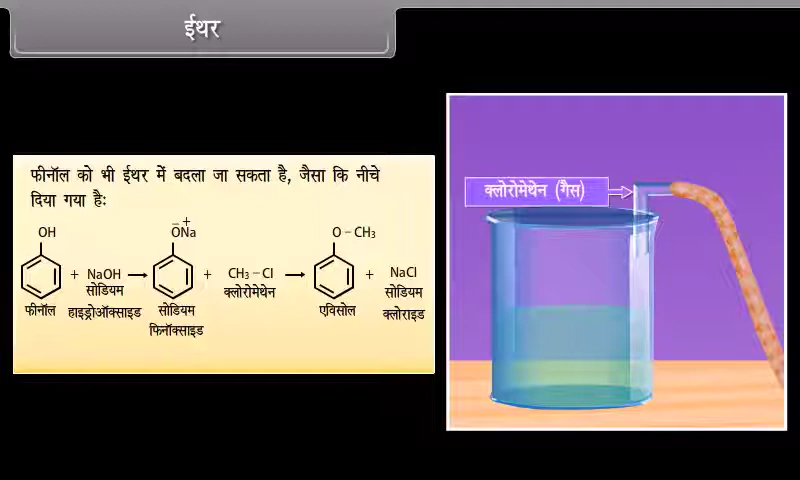 ईथर
फीनॉल को भी ईथर में बदला जा सकता है, जैसा कि नीचे
दिया गया है:
OH
+ NaOH
सोडियम
हाइड्रोऑक्साइड
फीनॉल
− +
ONa
सोडियम
फिनॉक्साइड
+ CH₃ – Cl
क्लोरोमेथेन
O – CH₃
एविसोल
+ NaCl
सोडियम
क्लोराइड
क्लोरोमेथेन (गैस)